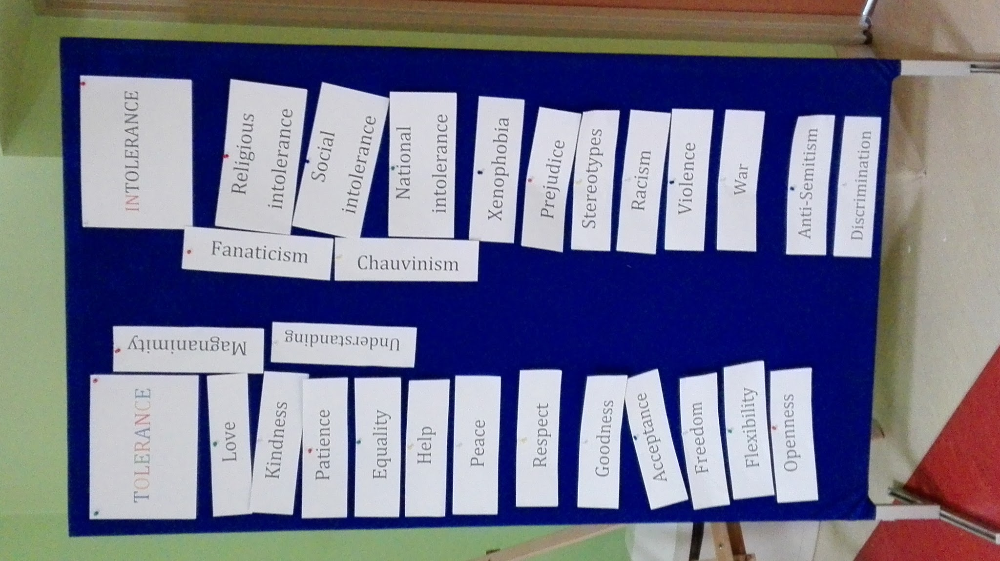 TOLERANCE
Love
Kindness
Patience
Equality
Help
Peace
Respect
Goodness
Acceptance
Freedom
Flexibility
Openness
Magnanimity
Understanding
INTOLERANCE
Fanaticism
Chauvinism
Religious
intolerance
Social
intolerance
National
intolerance
Xenophobia
Prejudice
Stereotypes
Racism
Violence
War
Anti-Semitism
Discrimination